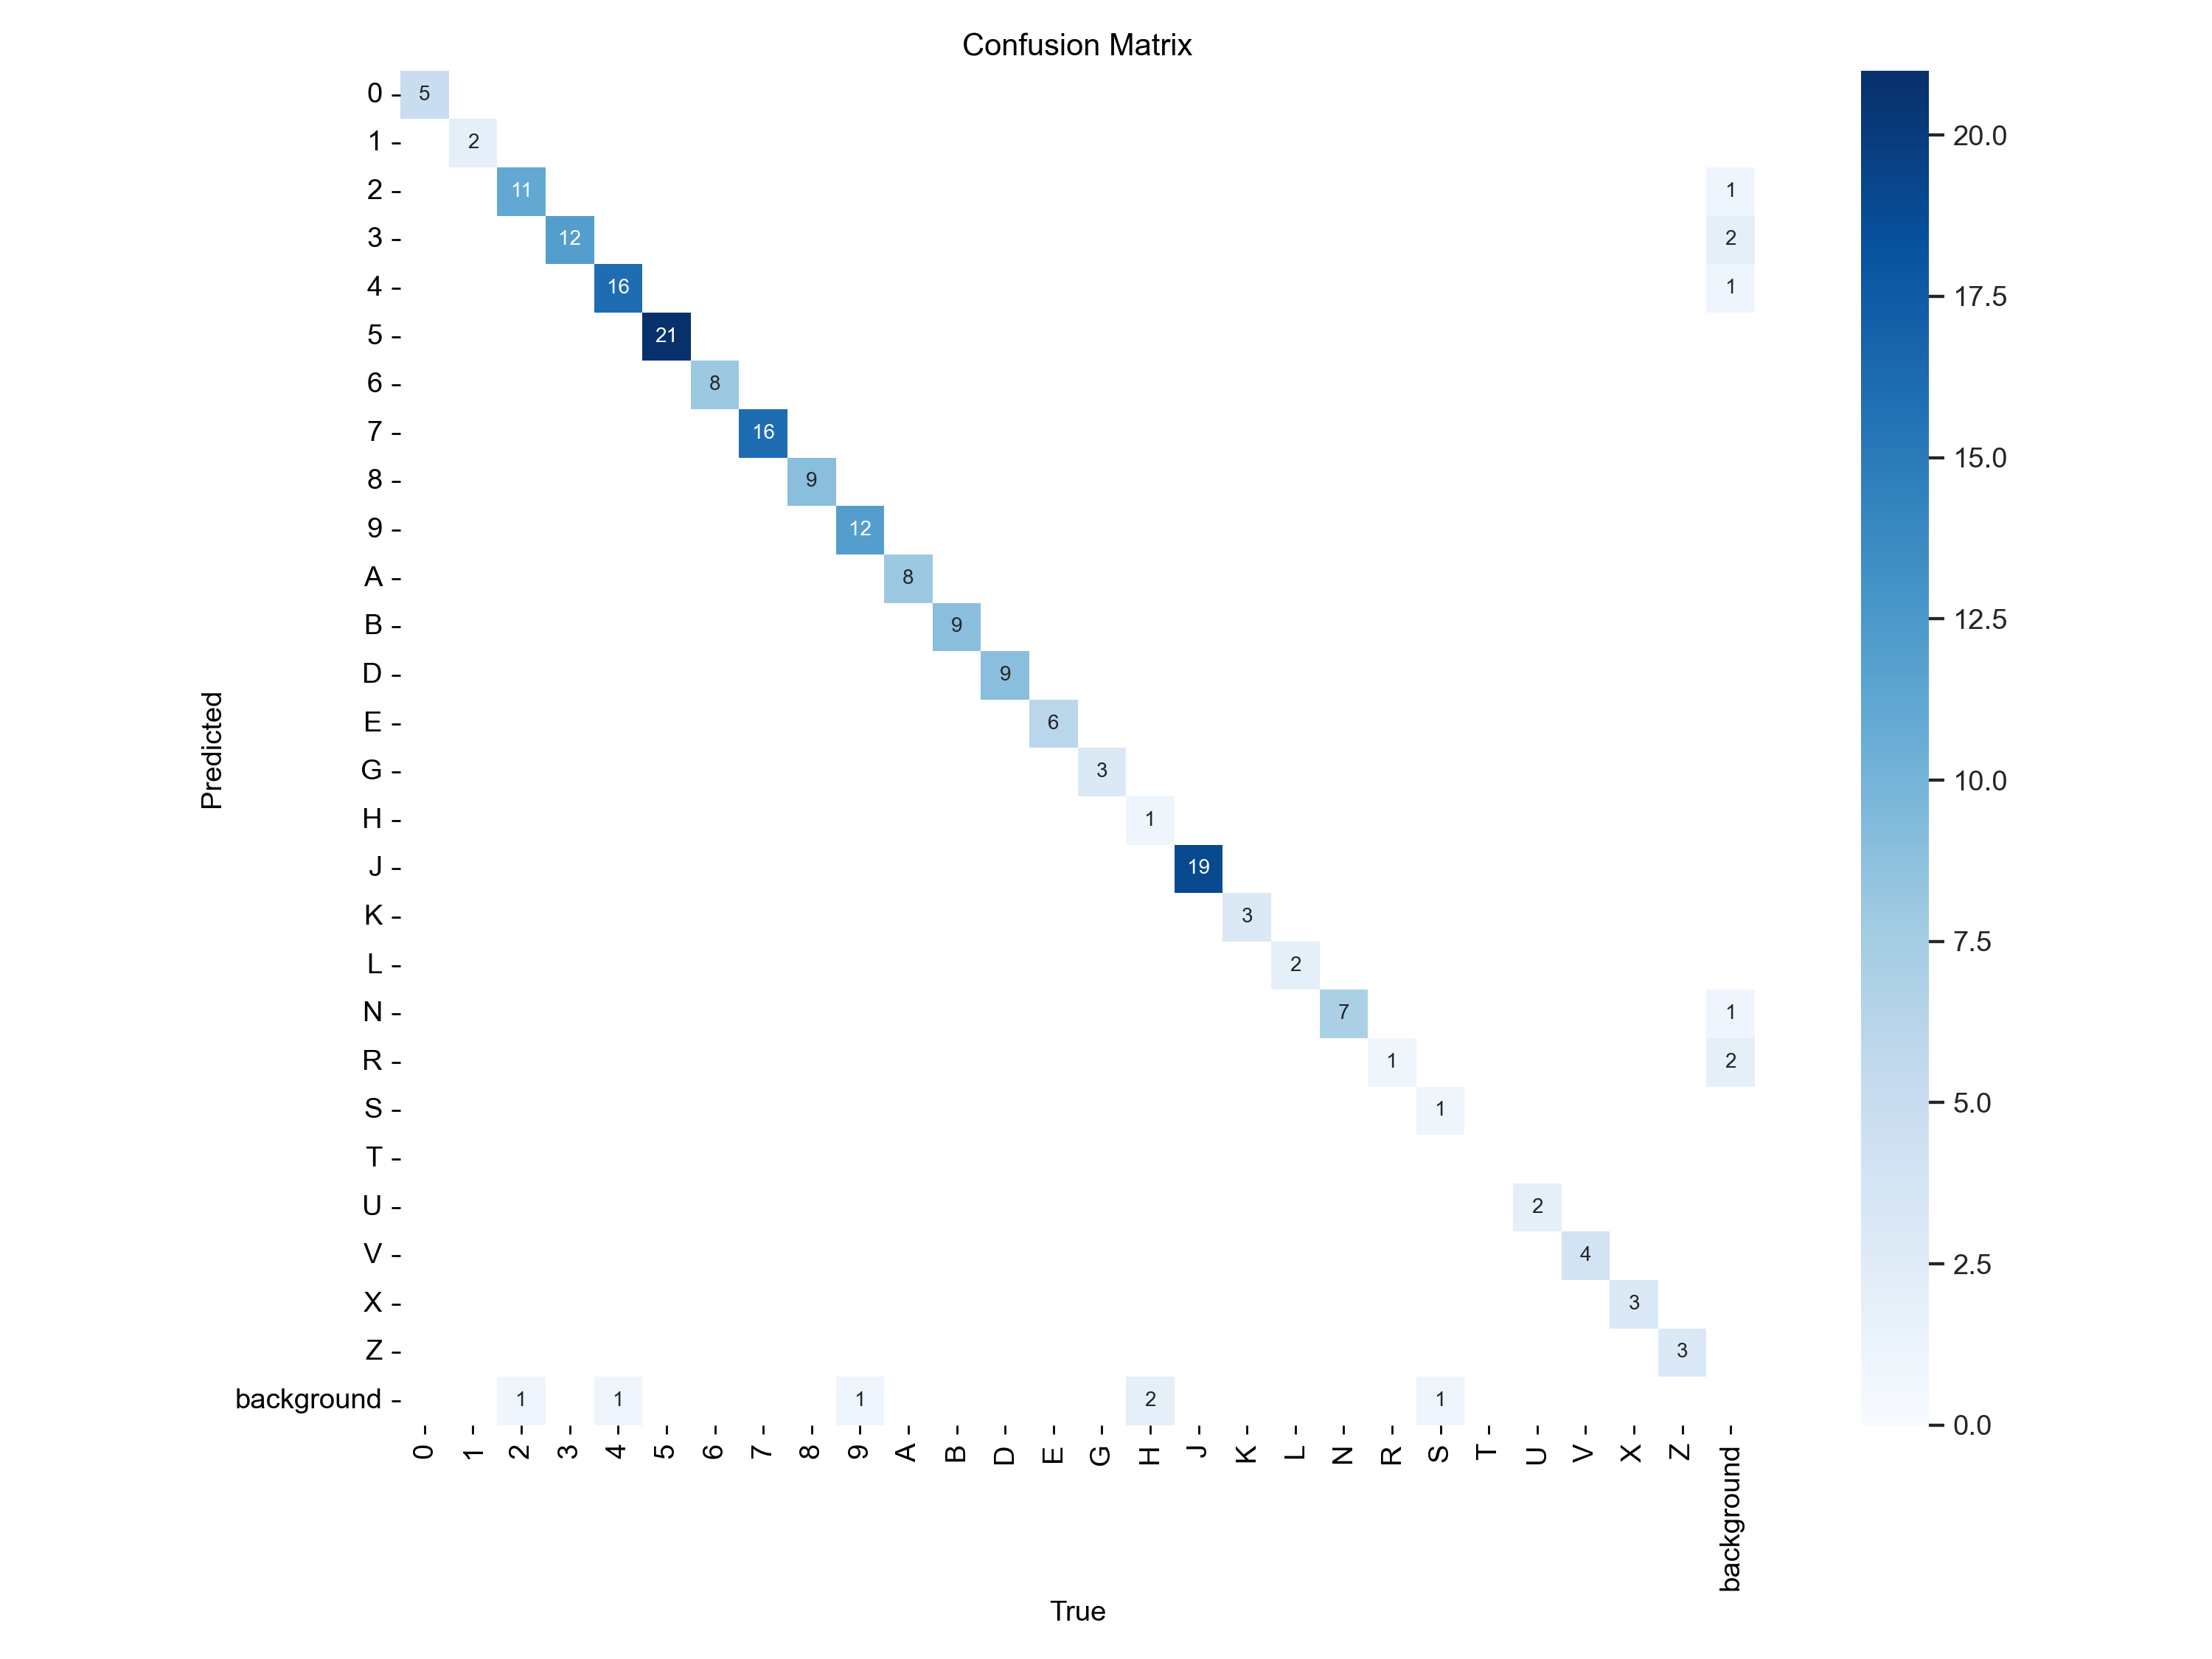 Confusion Matrix
0 5
1 2
2 11 1
3 12 2
4 16 1
5 21
6 8
7 16
8 9
9 12
A 8
B 9
D 9
E 6
G 3
H 1
J 19
K 3
L 2
N 7 1
R 1 2
S 1
T
U 2
V 4
X 3
Z 3
background 1 1 1 2 1
0 1 2 3 4 5 6 7 8 9 A B D E G H J K L N R S T U V X Z background
Predicted
True
20.0
17.5
15.0
12.5
10.0
7.5
5.0
2.5
0.0